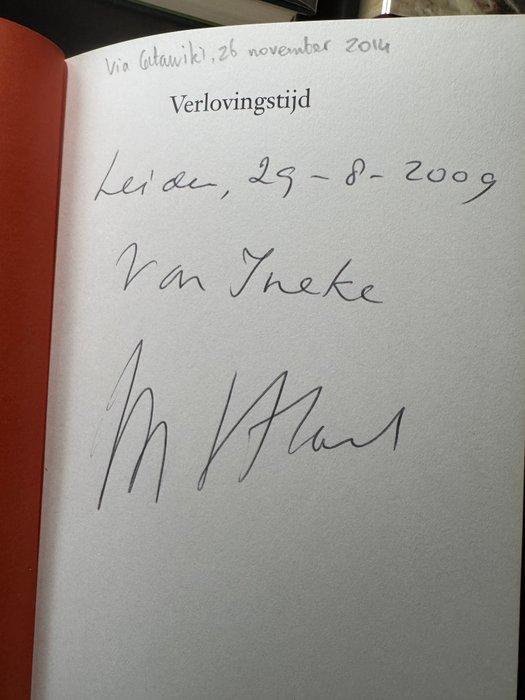 Via Catawiki, 26 november 2014
Verlovingstijd
Leiden, 29-8-2009
Van Ineke